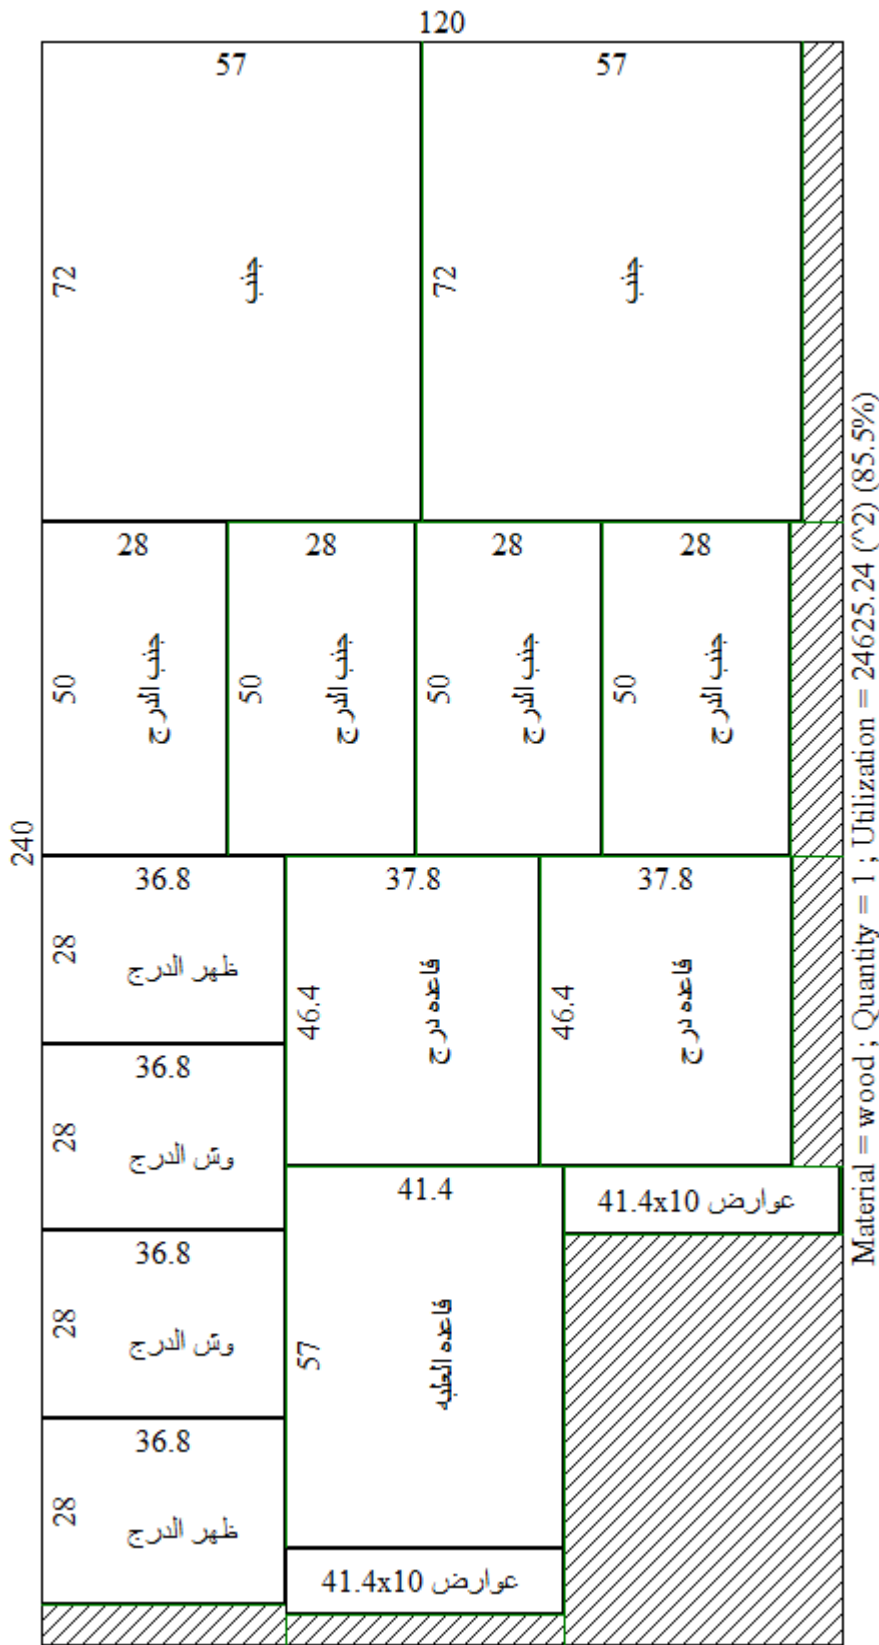 120
57
57
72
جنب
72
جنب
28
28
28
28
50
جنب الدرج
50
جنب الدرج
50
جنب الدرج
50
جنب الدرج
240
36.8
37.8
37.8
28
ظهر الدرج
46.4
قاعده درج
46.4
قاعده درج
36.8
28
وش الدرج
41.4
عوارض 41.4x10
36.8
28
وش الدرج
57
قاعده العلبه
36.8
28
ظهر الدرج
عوارض 41.4x10
Material = wood ; Quantity = 1 ; Utilization = 24625.24 (^2) (85.5%)